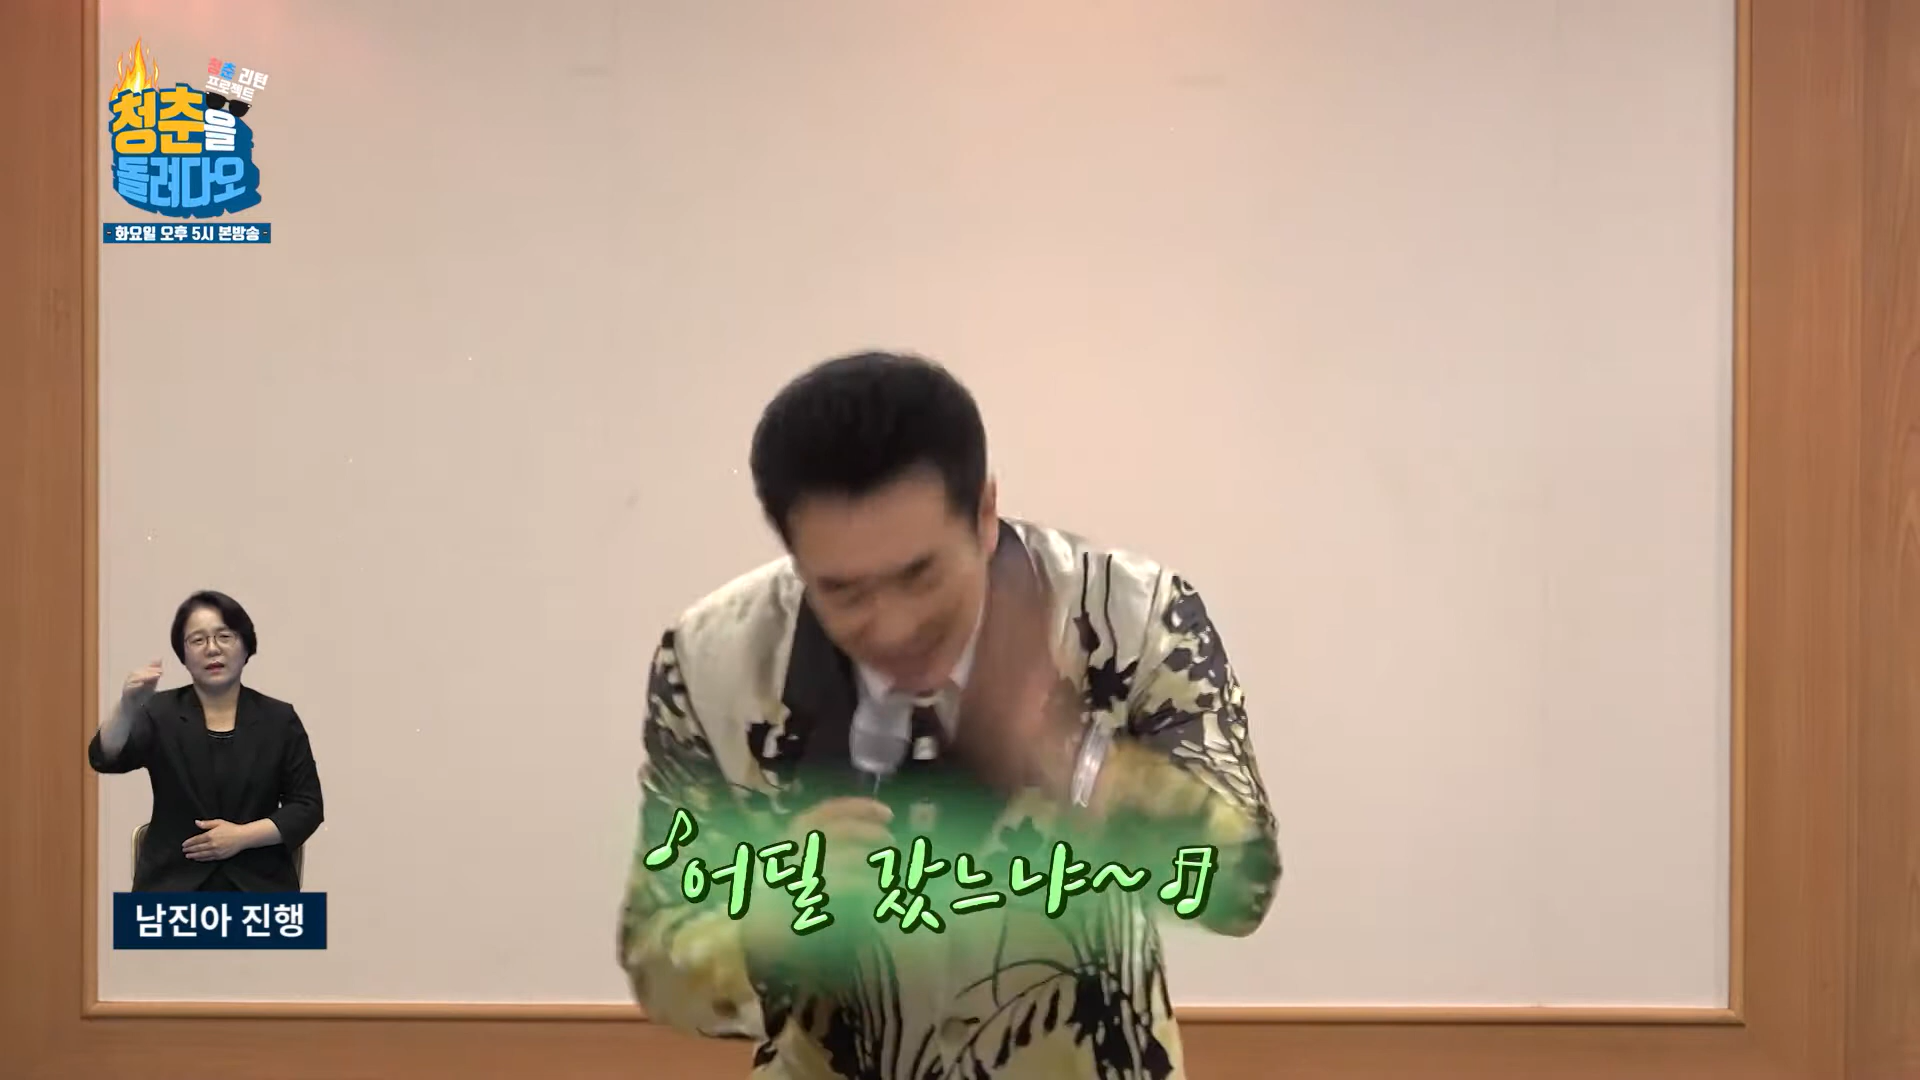 청춘 리턴
프로젝트
청춘을
돌려다오
- 화요일 오후 5시 본방송 -
어딜 갔느냐~
남진아 진행